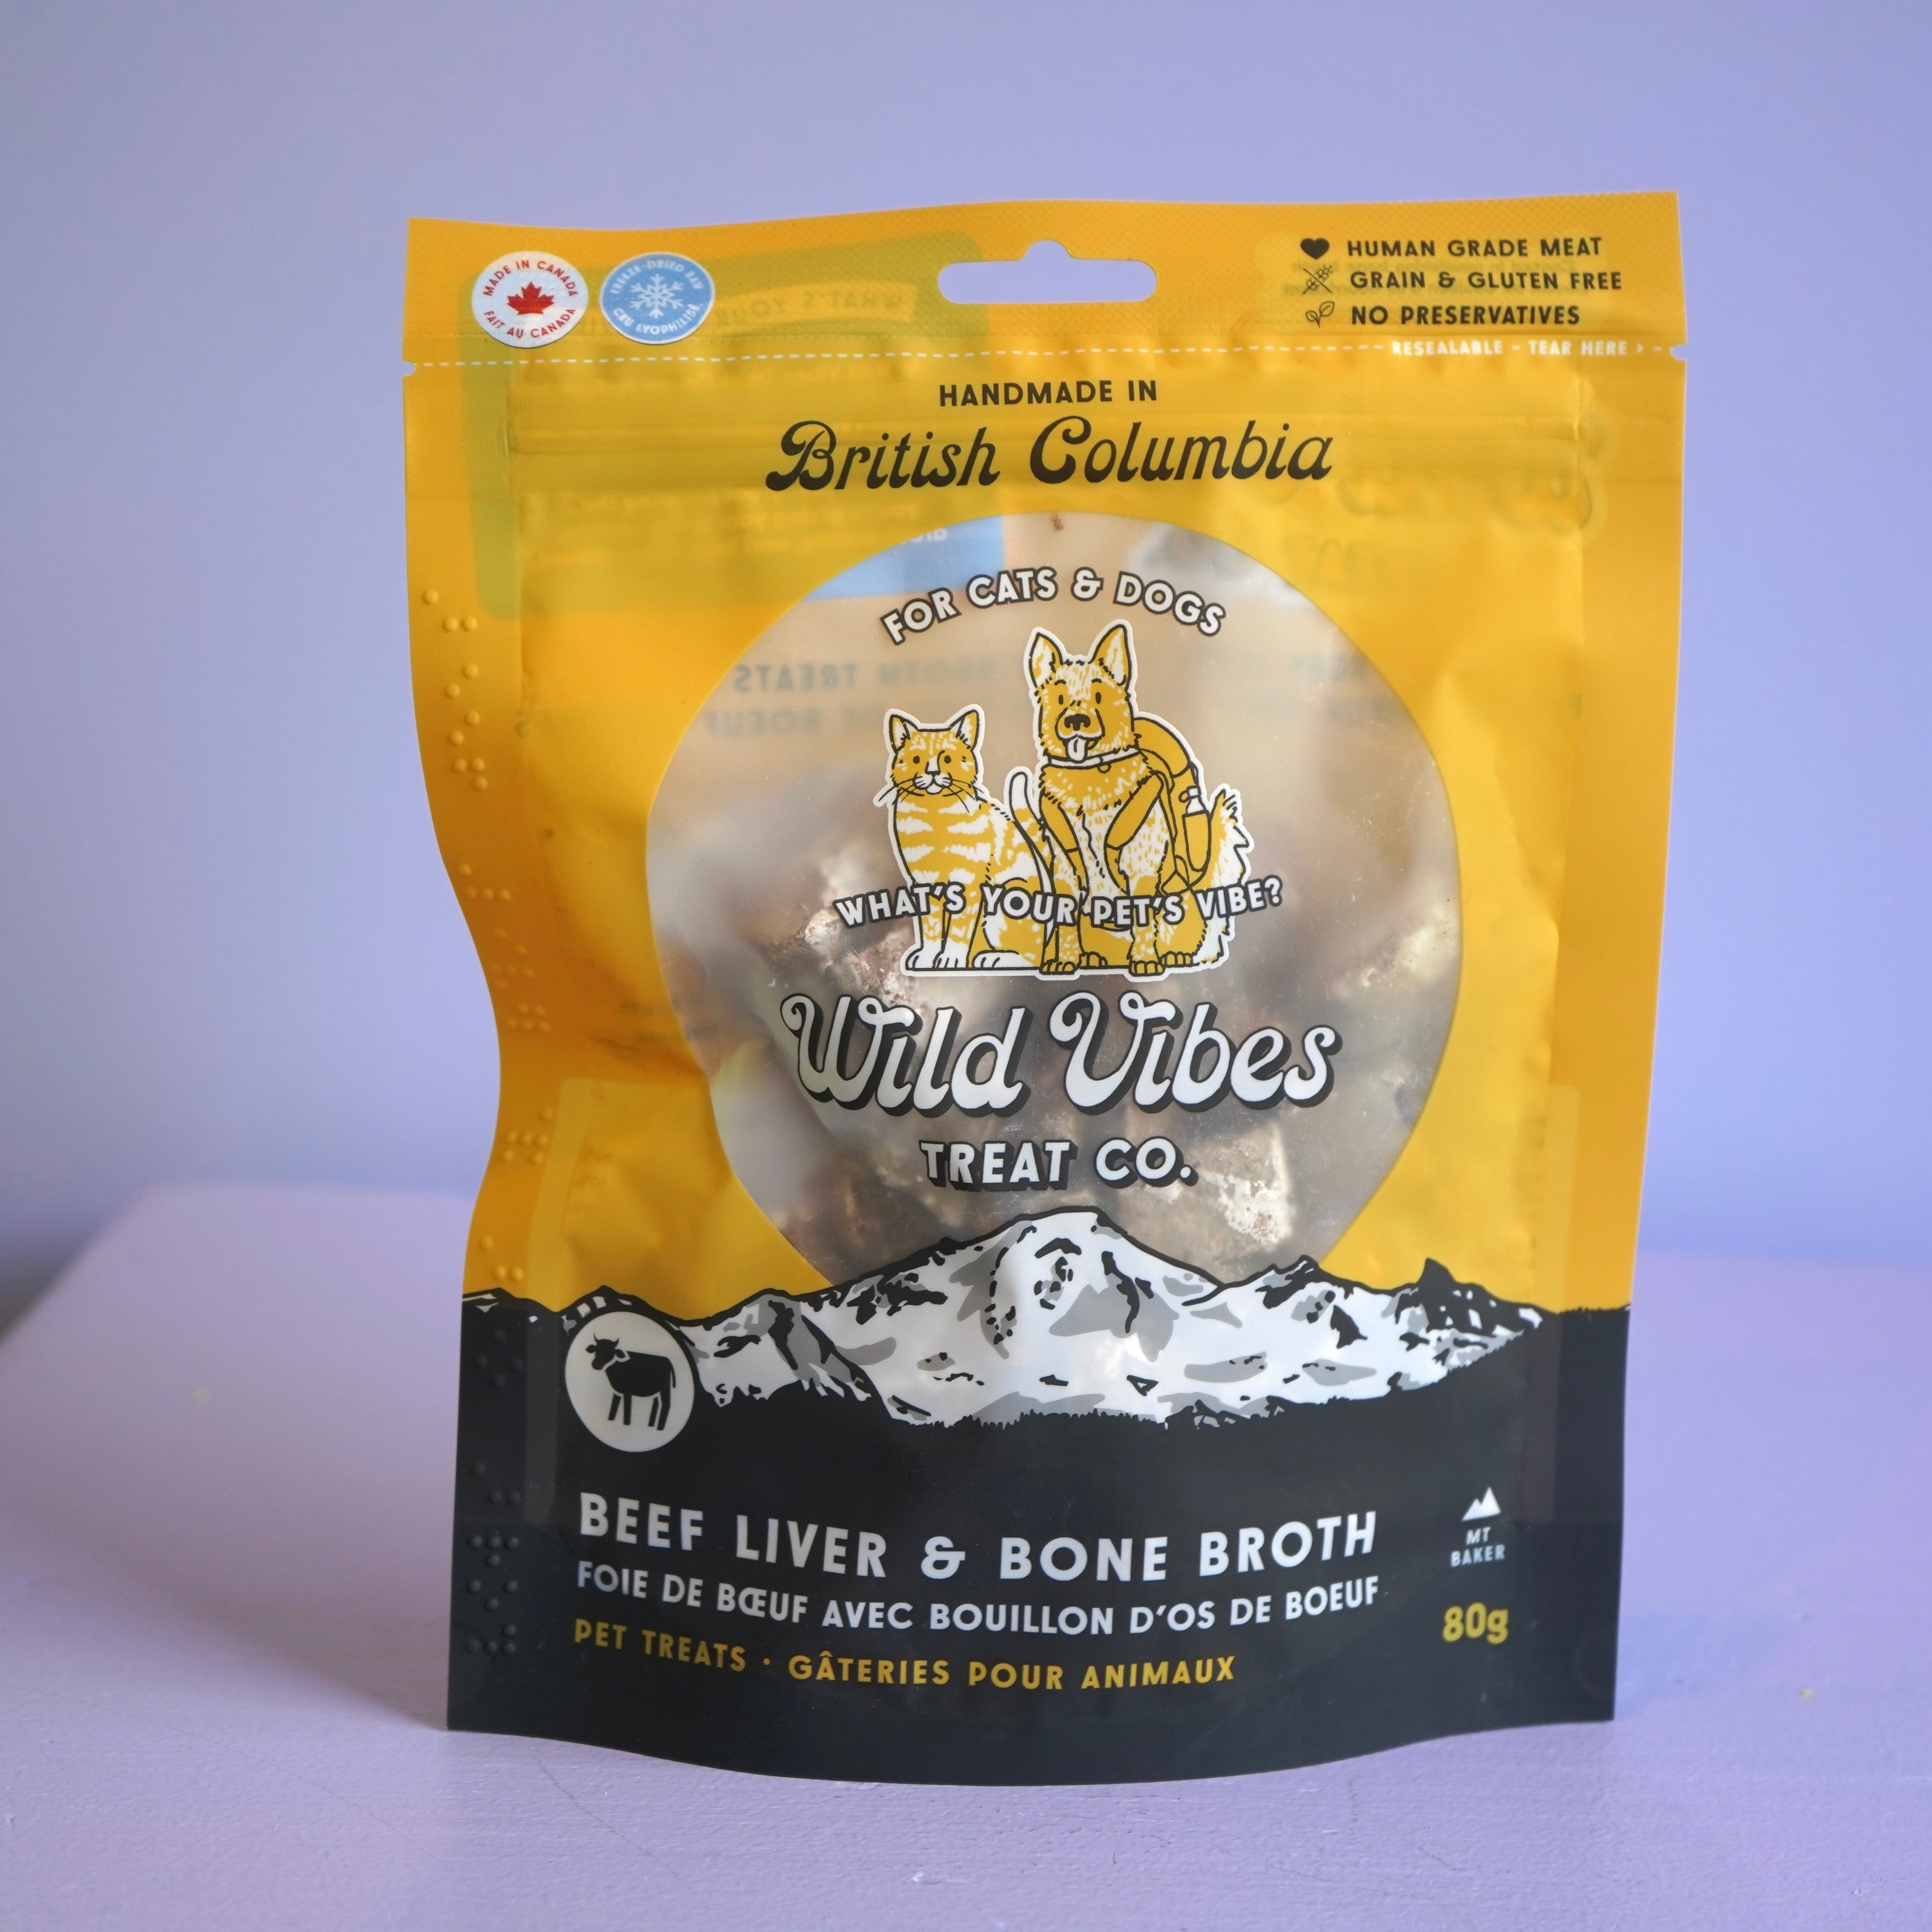 MADE IN CANADA
FAIT AU CANADA
FREEZE-DRIED RAW
CRU LYOPHILISÉ
HUMAN GRADE MEAT
GRAIN & GLUTEN FREE
NO PRESERVATIVES
RESEALABLE - TEAR HERE ›
HANDMADE IN
British Columbia
FOR CATS & DOGS
WHAT'S YOUR PET'S VIBE?
Wild Vibes
TREAT CO.
BEEF LIVER & BONE BROTH
FOIE DE BŒUF AVEC BOUILLON D'OS DE BOEUF
PET TREATS · GÂTERIES POUR ANIMAUX
MT
BAKER
80g